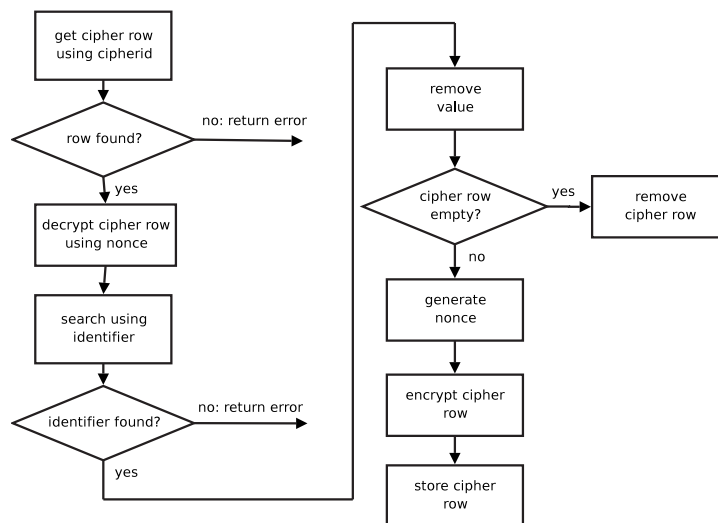 get cipher row
using cipherid
row found?
no: return error
yes
decrypt cipher row
using nonce
search using
identifier
identifier found?
no: return error
yes
remove
value
cipher row
empty?
yes
remove
cipher row
no
generate
nonce
encrypt cipher
row
store cipher
row